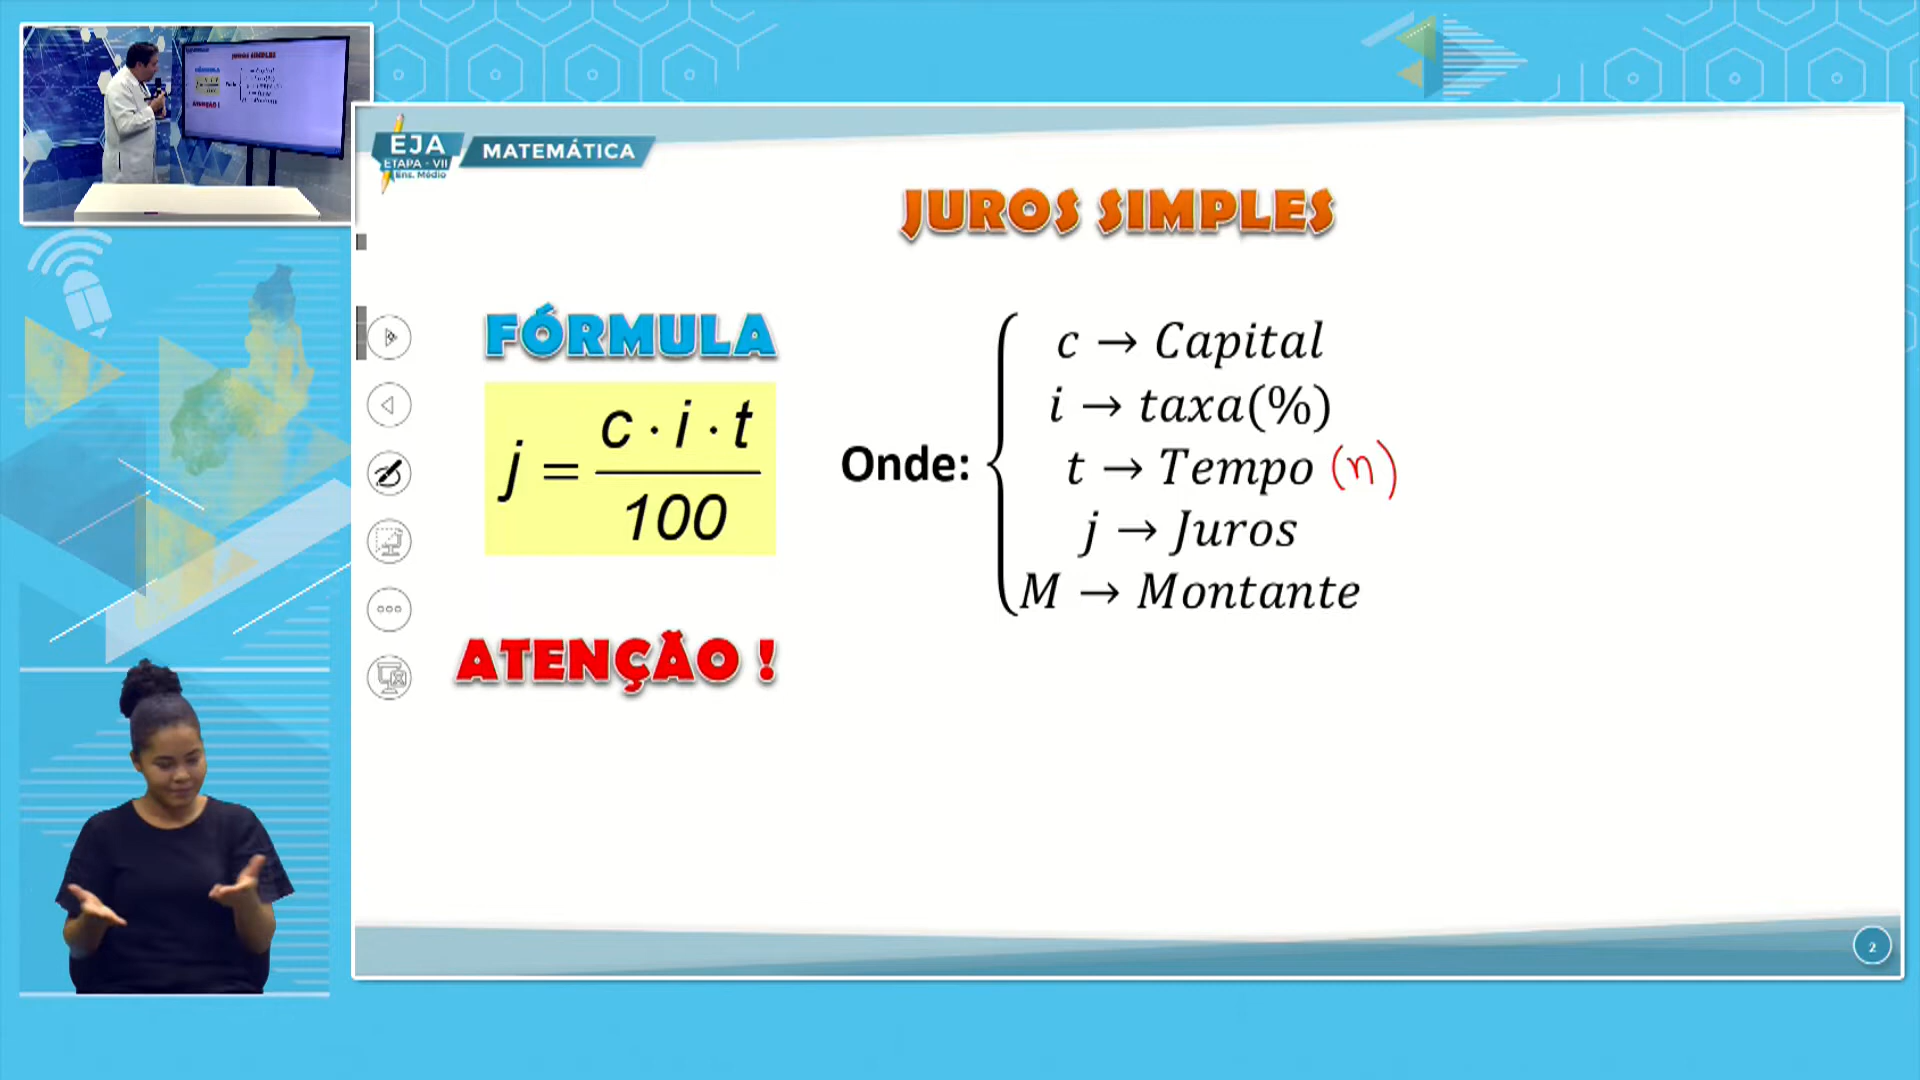 EJA
ETAPA - VII
Ens. Médio
MATEMÁTICA
JUROS SIMPLES
FÓRMULA
j = c · i · t / 100
Onde:
c → Capital
i → taxa(%)
t → Tempo (n)
j → Juros
M → Montante
ATENÇÃO !
2